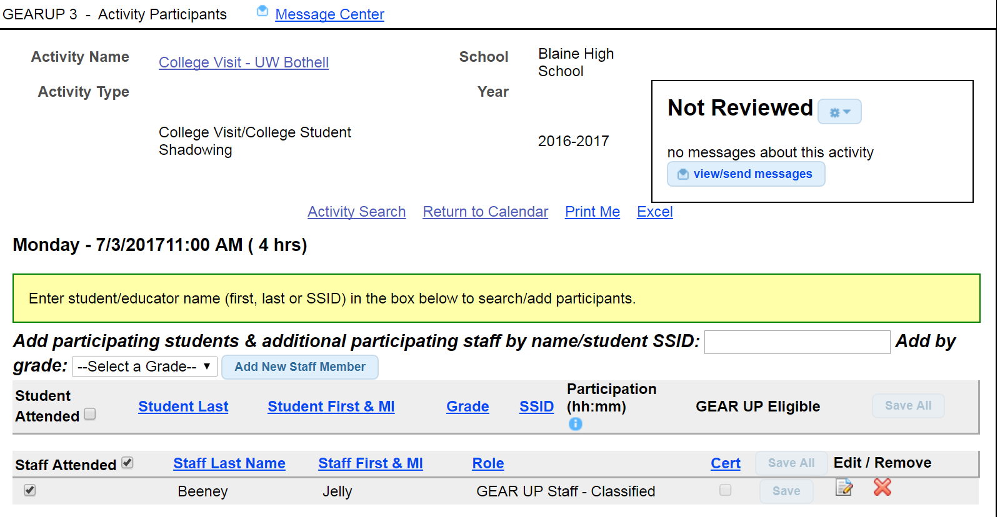 GEARUP 3 - Activity Participants Message Center
Activity Name College Visit - UW Bothell School Blaine High School
Activity Type College Visit/College Student Shadowing Year 2016-2017
Not Reviewed
no messages about this activity
view/send messages
Activity Search Return to Calendar Print Me Excel
Monday - 7/3/201711:00 AM ( 4 hrs)
Enter student/educator name (first, last or SSID) in the box below to search/add participants.
Add participating students & additional participating staff by name/student SSID: Add by
grade: --Select a Grade-- Add New Staff Member
Student Attended Student Last Student First & MI Grade SSID Participation (hh:mm) GEAR UP Eligible Save All
Staff Attended Staff Last Name Staff First & MI Role Cert Save All Edit / Remove
Beeney Jelly GEAR UP Staff - Classified Save